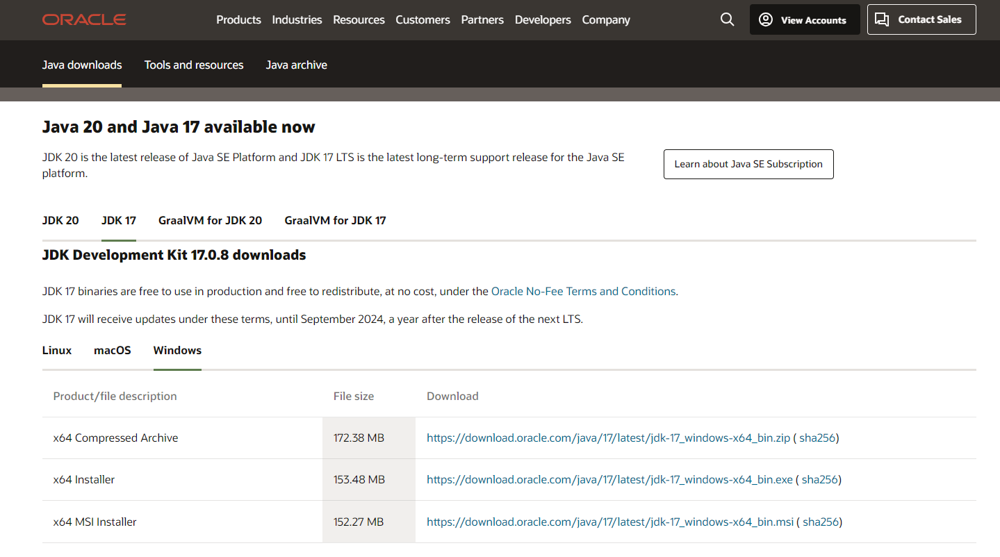 ORACLE Products Industries Resources Customers Partners Developers Company View Accounts Contact Sales
Java downloads Tools and resources Java archive
Java 20 and Java 17 available now
JDK 20 is the latest release of Java SE Platform and JDK 17 LTS is the latest long-term support release for the Java SE
platform.
Learn about Java SE Subscription
JDK 20 JDK 17 GraalVM for JDK 20 GraalVM for JDK 17
JDK Development Kit 17.0.8 downloads
JDK 17 binaries are free to use in production and free to redistribute, at no cost, under the Oracle No-Fee Terms and Conditions.
JDK 17 will receive updates under these terms, until September 2024, a year after the release of the next LTS.
Linux macOS Windows
Product/file description File size Download
x64 Compressed Archive 172.38 MB https://download.oracle.com/java/17/latest/jdk-17_windows-x64_bin.zip ( sha256)
x64 Installer 153.48 MB https://download.oracle.com/java/17/latest/jdk-17_windows-x64_bin.exe ( sha256)
x64 MSI Installer 152.27 MB https://download.oracle.com/java/17/latest/jdk-17_windows-x64_bin.msi ( sha256)